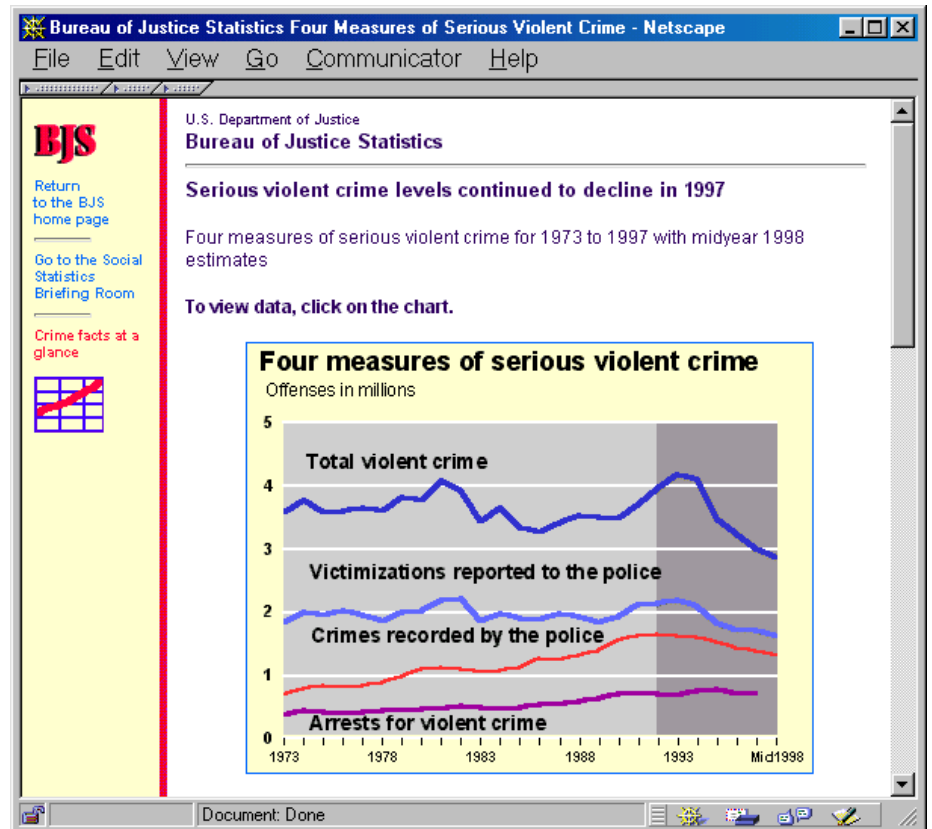 Bureau of Justice Statistics Four Measures of Serious Violent Crime - Netscape
File Edit View Go Communicator Help
BJS
Return
to the BJS
home page
Go to the Social
Statistics
Briefing Room
Crime facts at a
glance
U.S. Department of Justice
Bureau of Justice Statistics
Serious violent crime levels continued to decline in 1997
Four measures of serious violent crime for 1973 to 1997 with midyear 1998
estimates
To view data, click on the chart.
Four measures of serious violent crime
Offenses in millions
5
Total violent crime
4
3
Victimizations reported to the police
2
Crimes recorded by the police
1
Arrests for violent crime
0
1973 1978 1983 1988 1993 Mid1998
Document: Done